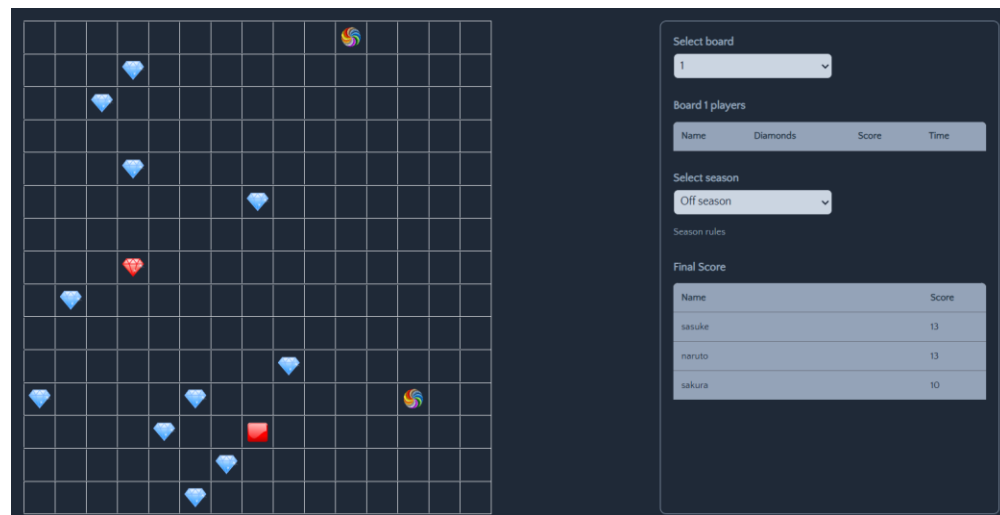 Select board
1
Board 1 players
Name Diamonds Score Time
Select season
Off season
Season rules
Final Score
Name Score
sasuke 13
naruto 13
sakura 10